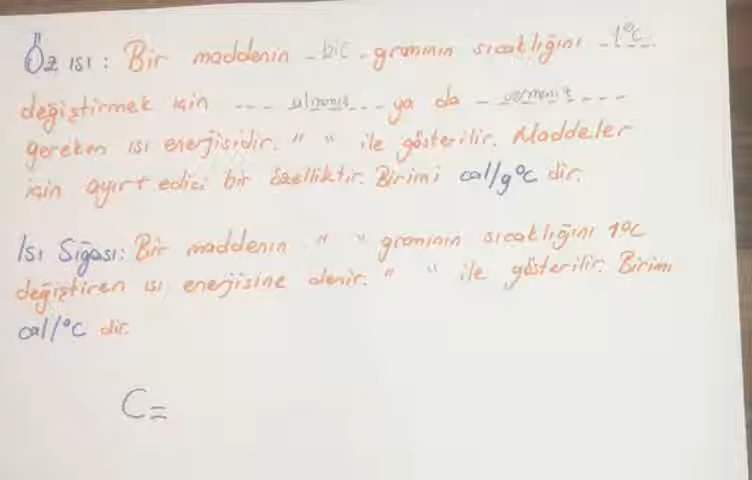 Öz ısı: Bir maddenin - bir - gramının sıcaklığını - 1°C -
değiştirmek için --- alınması --- ya da - vermemiz ---
gereken ısı enerjisidir. " " ile gösterilir. Maddeler
için ayırt edici bir özelliktir. Birimi cal/g°C dir.
Isı Sığası: Bir maddenin " " gramının sıcaklığını 1°C
değiştiren ısı enerjisine denir. " " ile gösterilir. Birimi
cal/°C dir.
C=